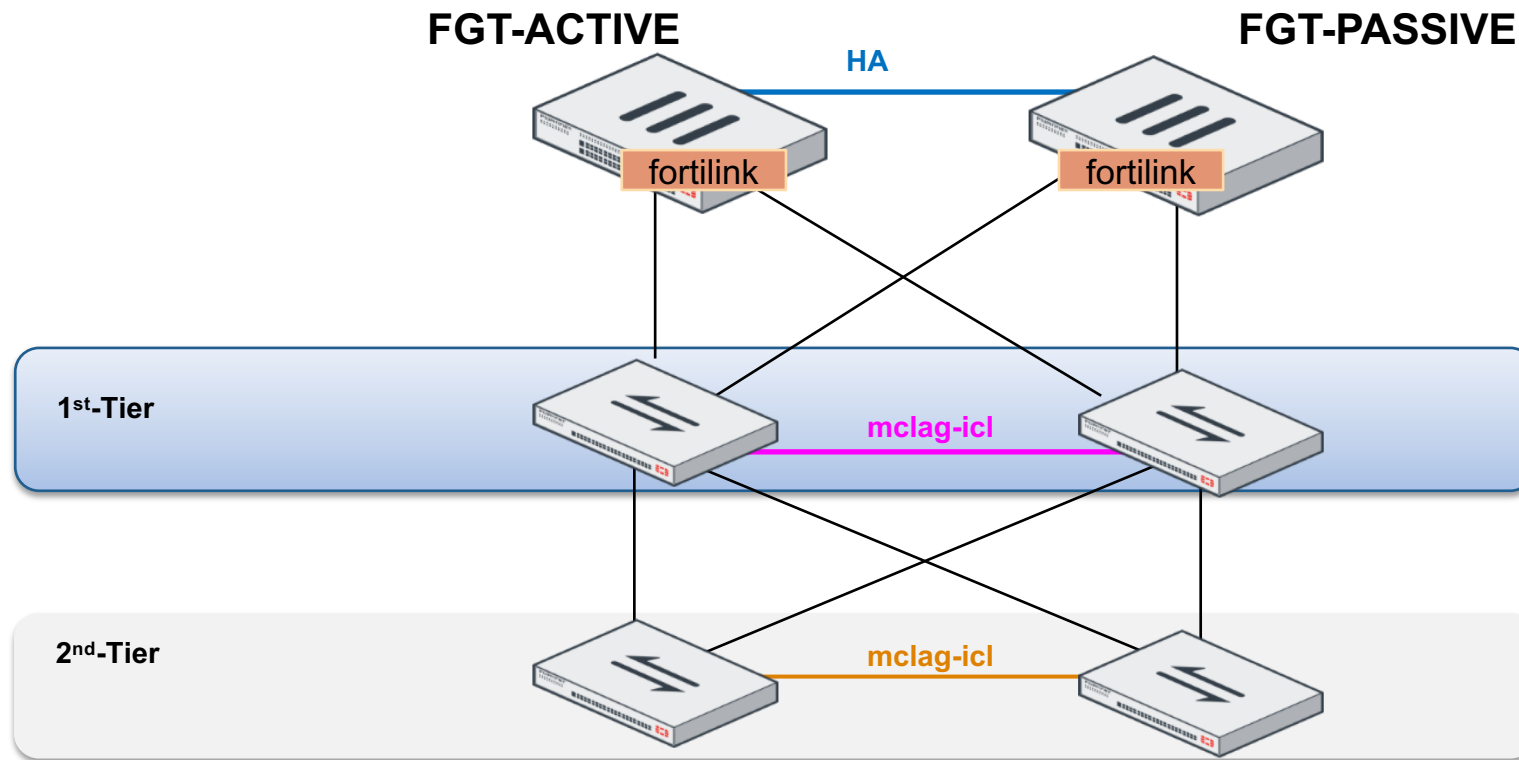 FGT-ACTIVE
FGT-PASSIVE
HA
fortilink
fortilink
1st-Tier
mclag-icl
2nd-Tier
mclag-icl